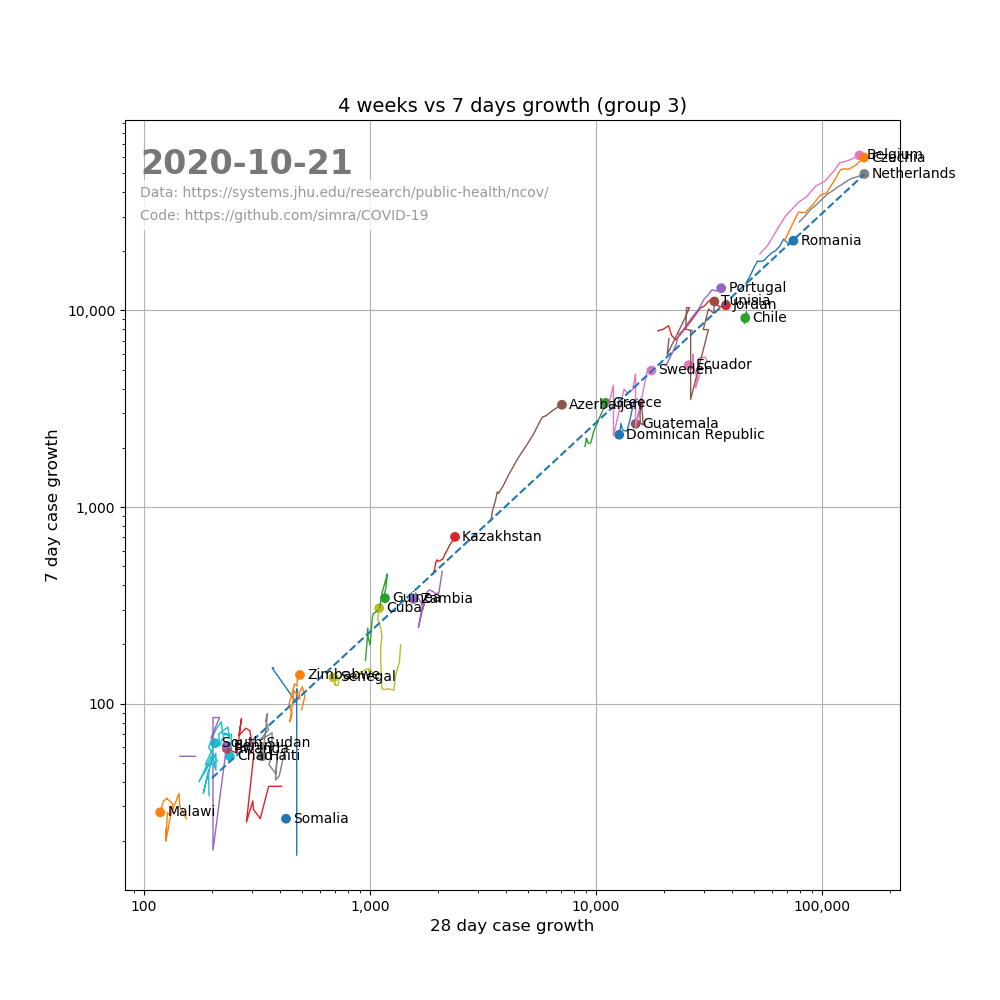 4 weeks vs 7 days growth (group 3)
2020-10-21
Data: https://systems.jhu.edu/research/public-health/ncov/
Code: https://github.com/simra/COVID-19
Belgium
Czechia
Netherlands
Romania
Portugal
Tunisia
Jordan
10,000
Chile
Ecuador
Sweden
Azerbaijan
Greece
Guatemala
Dominican Republic
7 day case growth
1,000
Kazakhstan
Guinea
Zambia
Cuba
Zimbabwe
Senegal
100
South Sudan
Rwanda
Chad
Haiti
Malawi
Somalia
100
1,000
10,000
100,000
28 day case growth